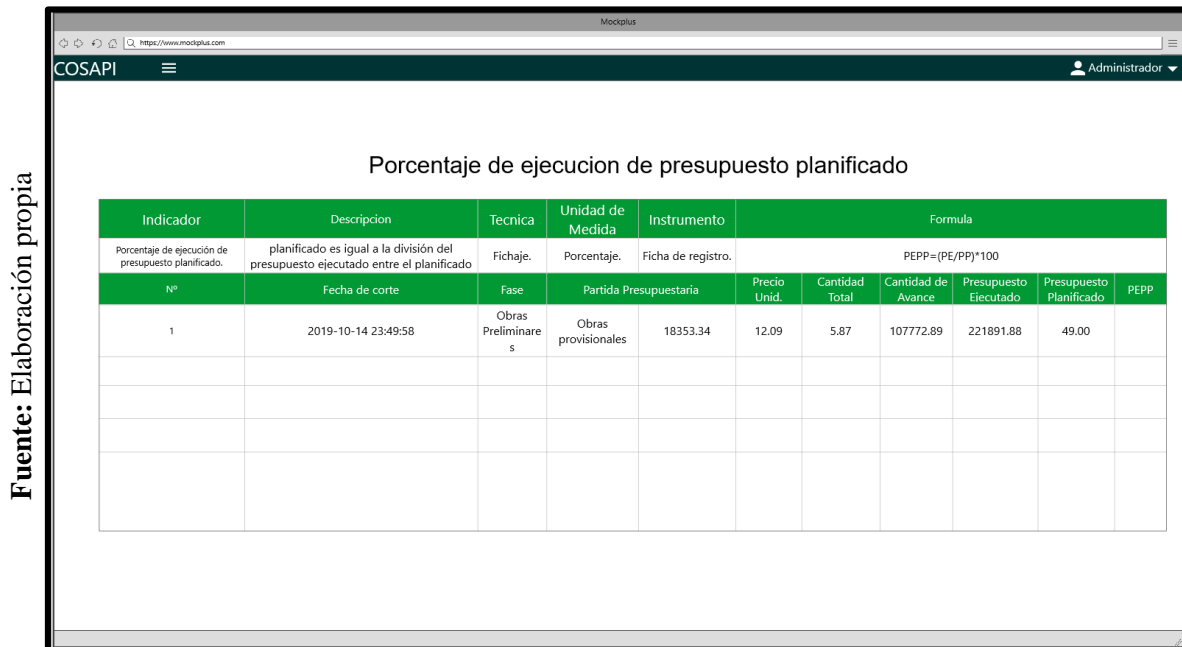 Mockplus
https://www.mockplus.com
COSAPI
Administrador
Fuente: Elaboración propia
Porcentaje de ejecucion de presupuesto planificado
Indicador Descripcion Tecnica Unidad de Medida Instrumento Formula
Porcentaje de ejecución de
presupuesto planificado.
planificado es igual a la división del
presupuesto ejecutado entre el planificado
Fichaje. Porcentaje. Ficha de registro. PEPP=(PE/PP)*100
Nº Fecha de corte Fase Partida Presupuestaria Precio Unid. Cantidad Total Cantidad de Avance Presupuesto Ejecutado Presupuesto Planificado PEPP
1 2019-10-14 23:49:58 Obras Preliminares Obras provisionales 18353.34 12.09 5.87 107772.89 221891.88 49.00